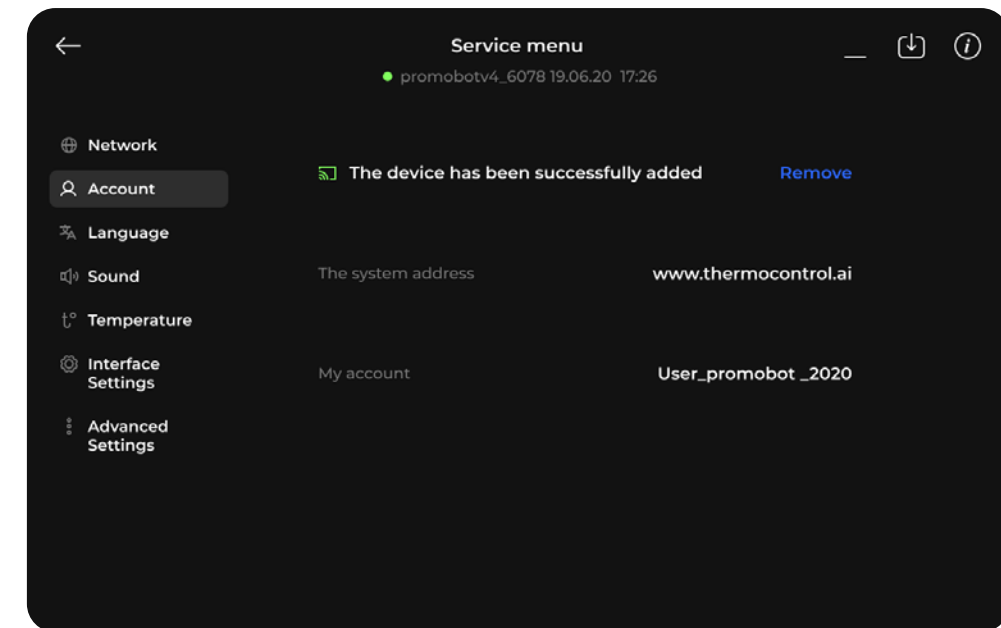 Service menu
promobotv4_6078 19.06.20 17:26
Network
Account
Language
Sound
t° Temperature
Interface
Settings
Advanced
Settings
The device has been successfully added Remove
The system address www.thermocontrol.ai
My account User_promobot _2020